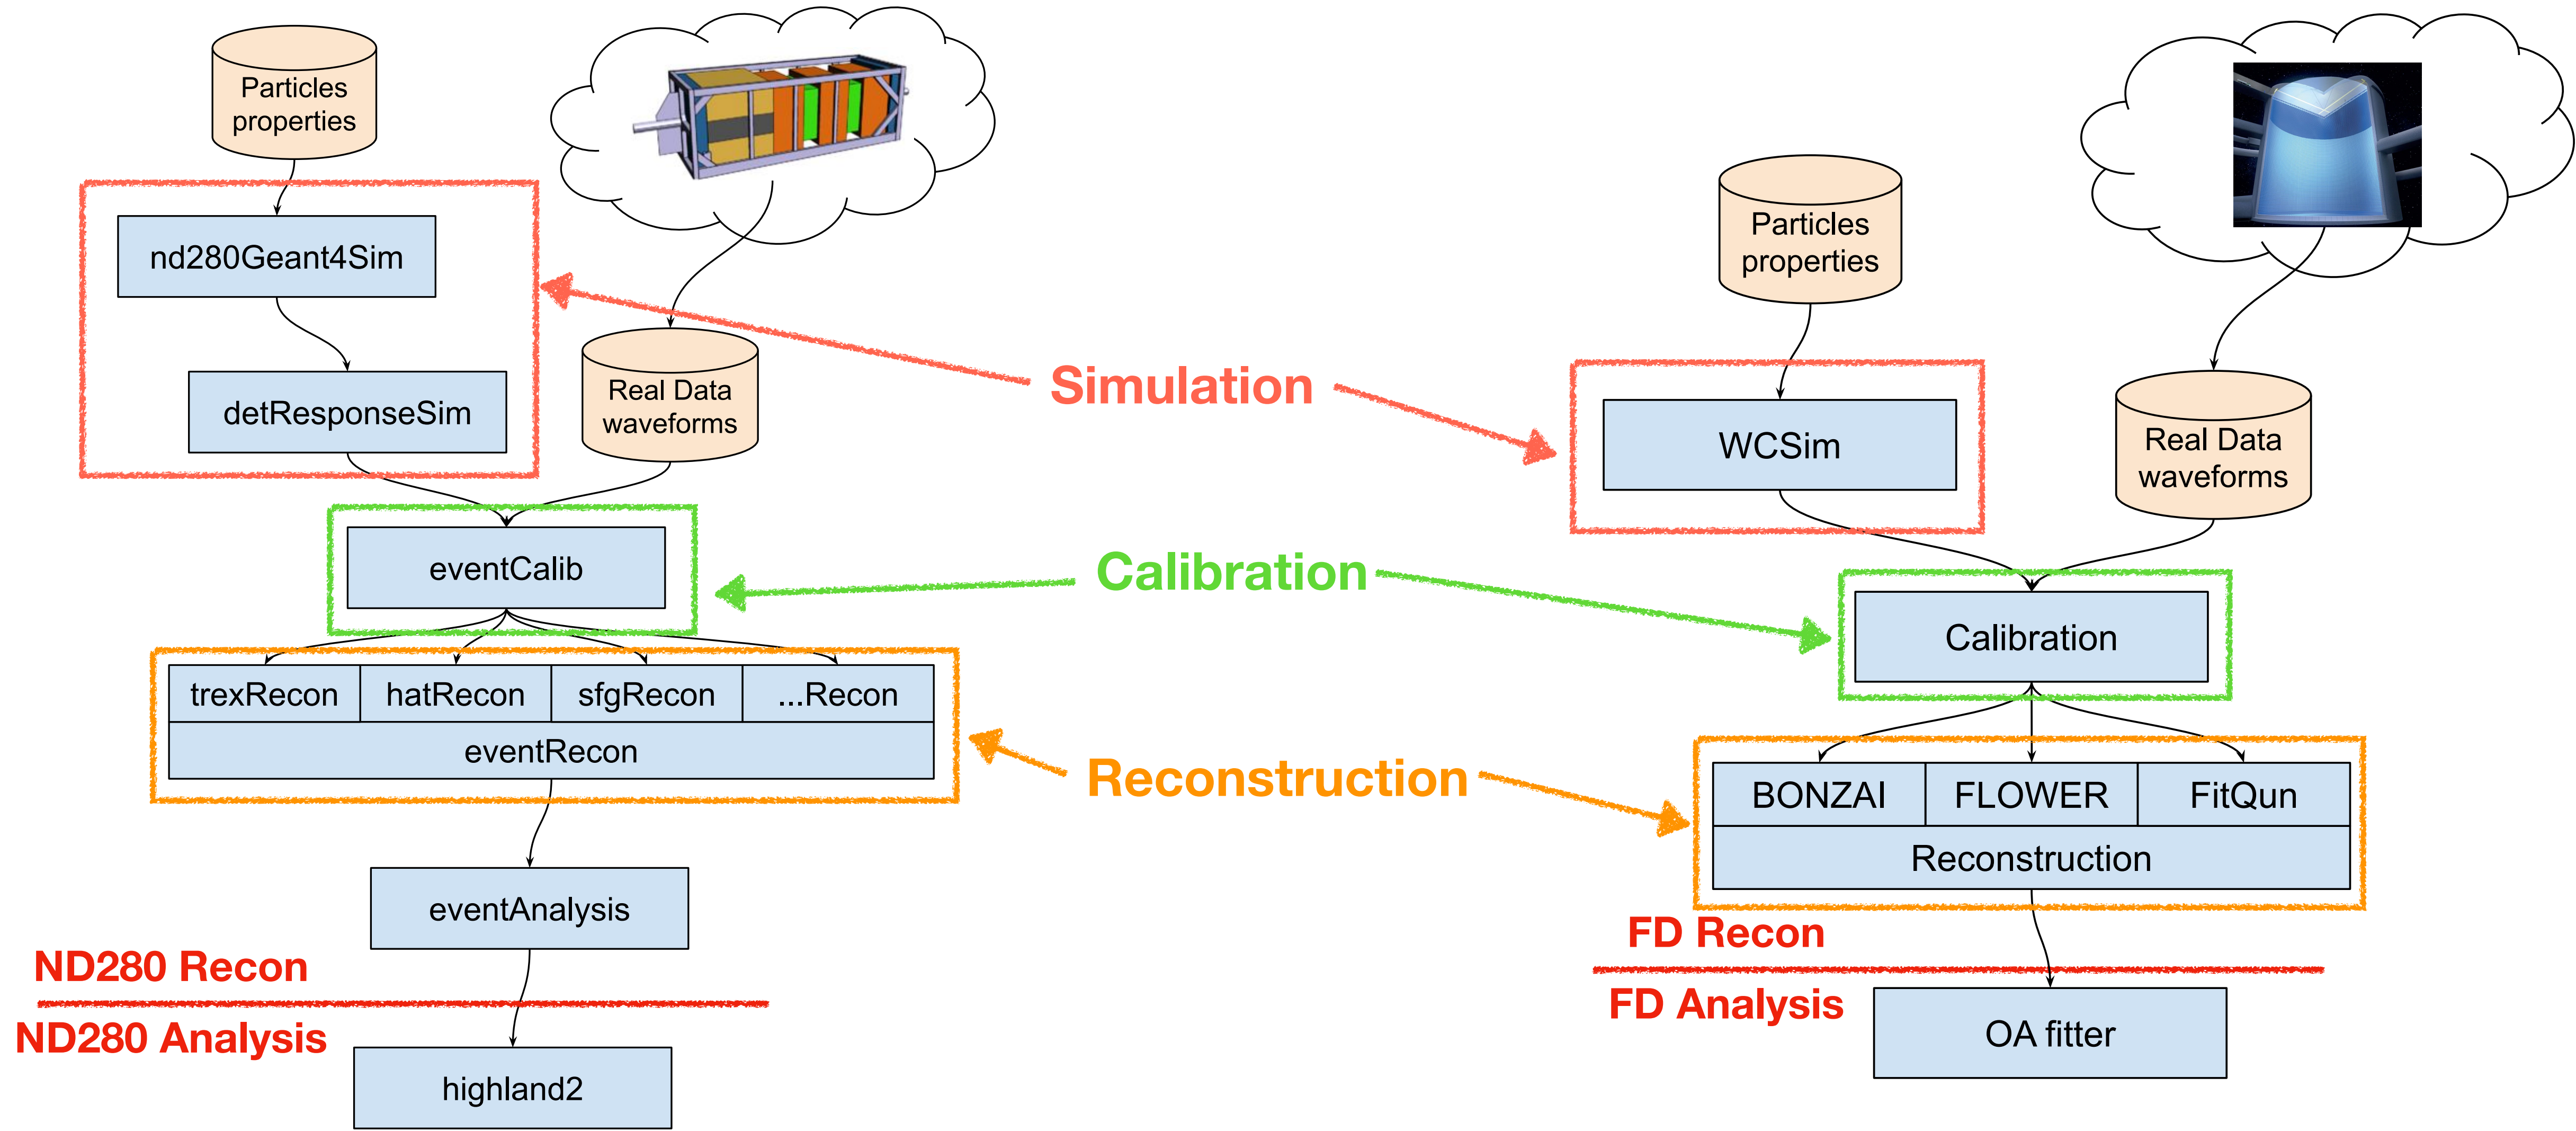 Particles
properties
nd280Geant4Sim
detResponseSim
Real Data
waveforms
eventCalib
trexRecon
hatRecon
sfgRecon
...Recon
eventRecon
eventAnalysis
ND280 Recon
ND280 Analysis
highland2
Simulation
Calibration
Reconstruction
Particles
properties
WCSim
Real Data
waveforms
Calibration
BONZAI
FLOWER
FitQun
Reconstruction
FD Recon
FD Analysis
OA fitter